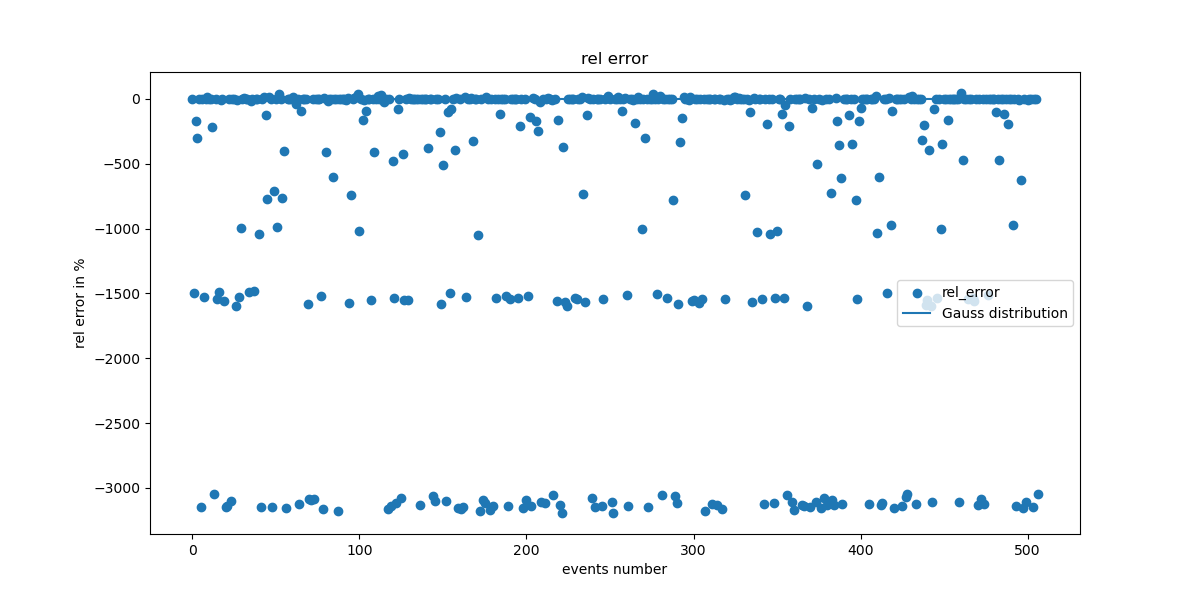 rel error
rel error in %
0
−500
−1000
−1500
−2000
−2500
−3000
rel_error
Gauss distribution
0
100
200
300
400
500
events number